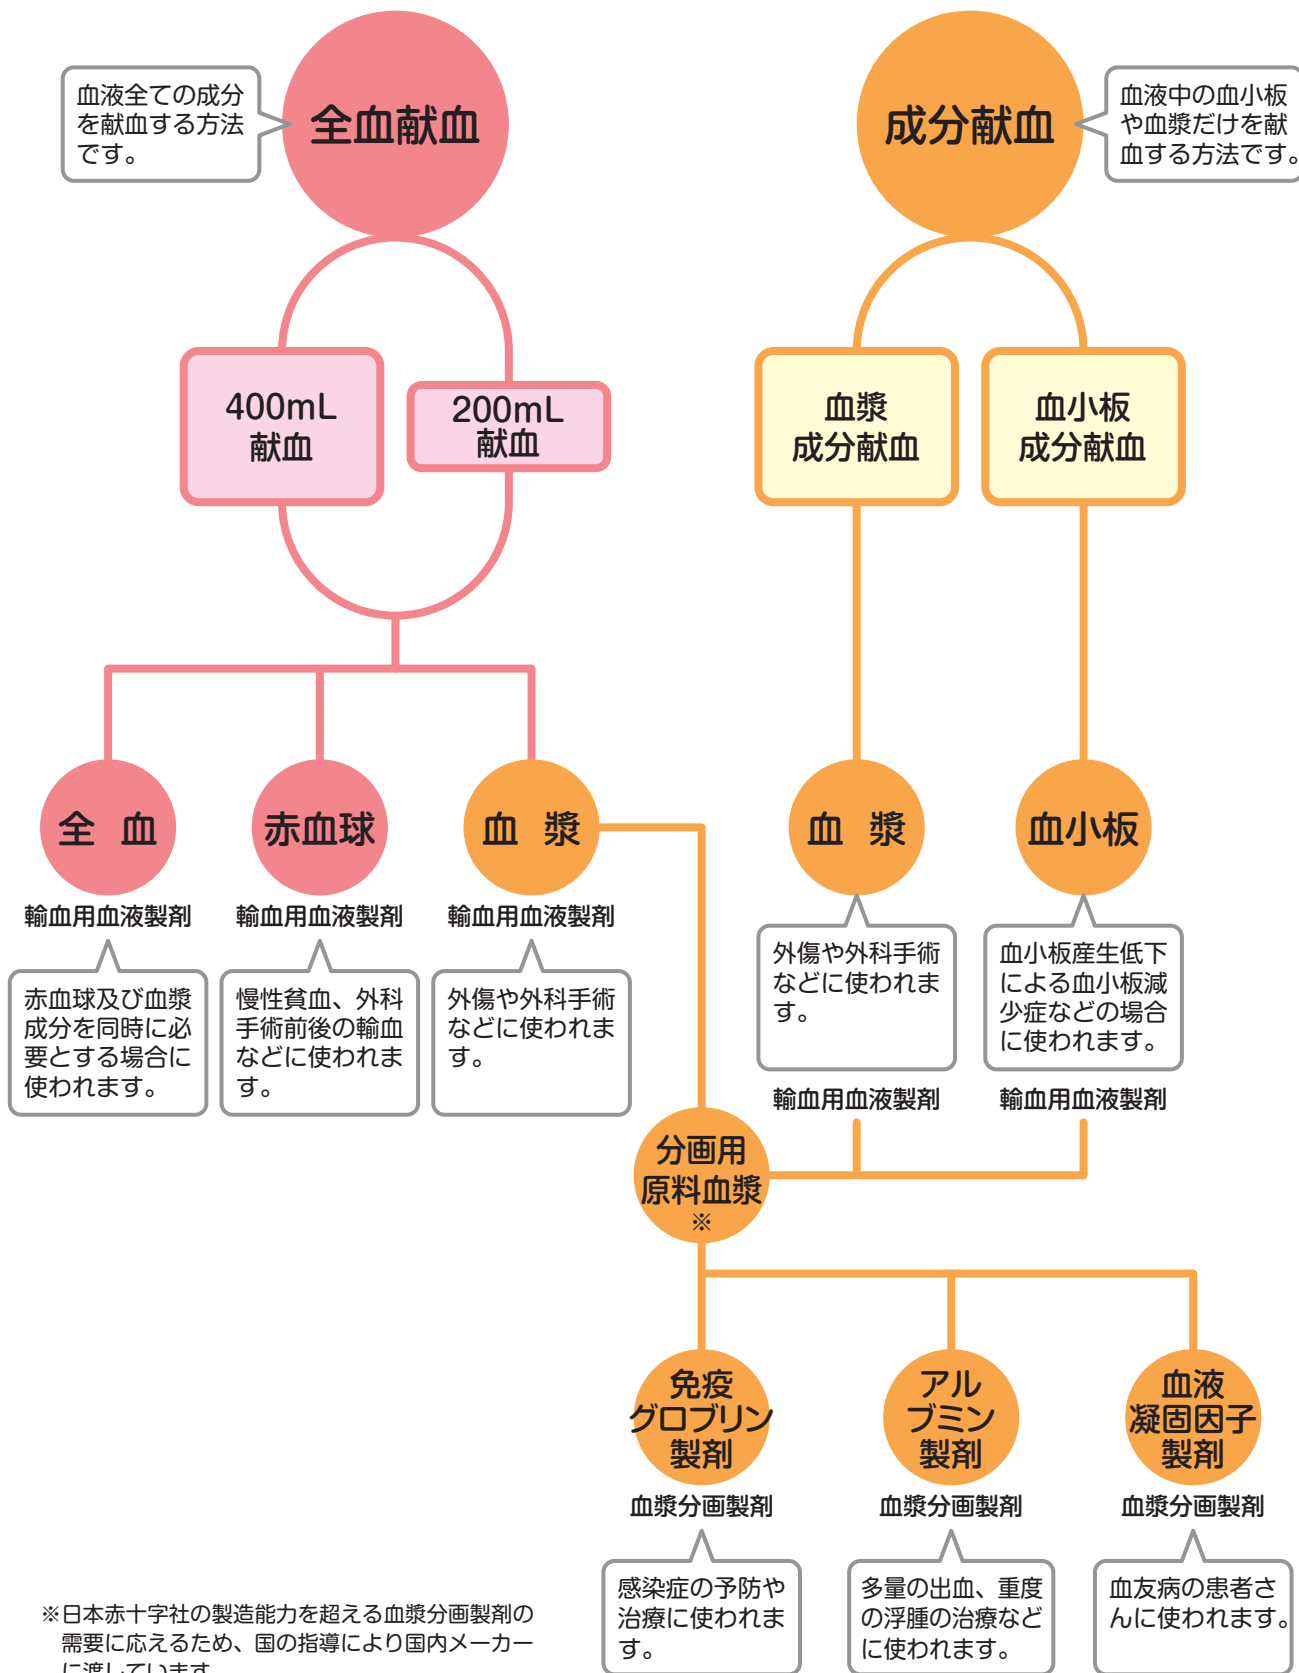 血液全ての成分
を献血する方法
です。
全血献血
成分献血
血液中の血小板
や血漿だけを献
血する方法です。
400mL
献血
200mL
献血
血漿
成分献血
血小板
成分献血
全 血
赤血球
血 漿
血 漿
血小板
輸血用血液製剤
輸血用血液製剤
輸血用血液製剤
赤血球及び血漿
成分を同時に必
要とする場合に
使われます。
慢性貧血、外科
手術前後の輸血
などに使われま
す。
外傷や外科手術
などに使われま
す。
外傷や外科手術
などに使われま
す。
血小板産生低下
による血小板減
少症などの場合
に使われます。
輸血用血液製剤
輸血用血液製剤
分画用
原料血漿
※
免疫
グロブリン
製剤
アル
ブミン
製剤
血液
凝固因子
製剤
血漿分画製剤
血漿分画製剤
血漿分画製剤
感染症の予防や
治療に使われま
す。
多量の出血、重度
の浮腫の治療など
に使われます。
血友病の患者さ
んに使われます。
※日本赤十字社の製造能力を超える血漿分画製剤の
需要に応えるため、国の指導により国内メーカー
に渡しています